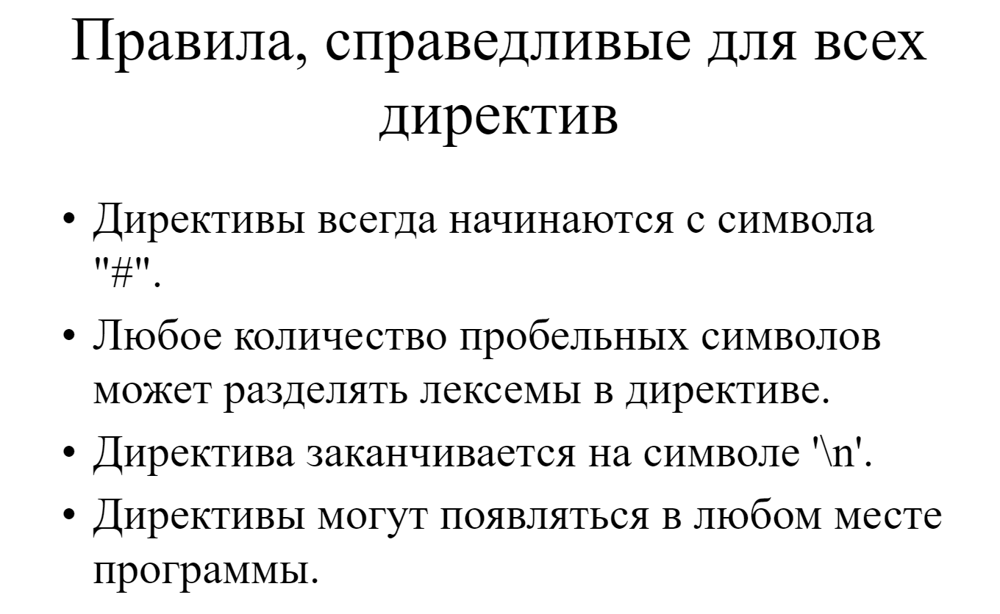 Правила, справедливые для всех
директив
• Директивы всегда начинаются с символа
"#".
• Любое количество пробельных символов
может разделять лексемы в директиве.
• Директива заканчивается на символе '\n'.
• Директивы могут появляться в любом месте
программы.